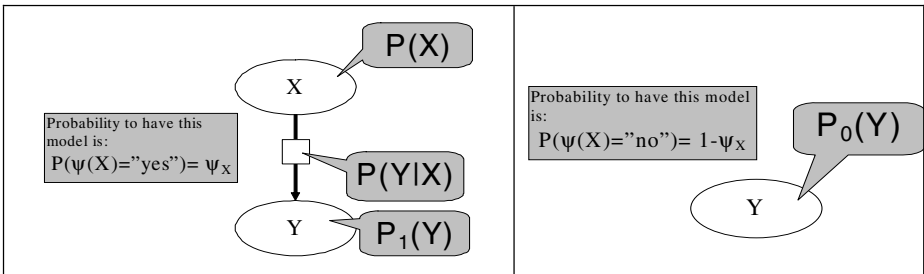 P(X)
X
Probability to have this
model is:
P(ψ(X)="yes")= ψX
P(Y|X)
Y
P1(Y)
Probability to have this model
is:
P(ψ(X)="no")= 1-ψX
P0(Y)
Y